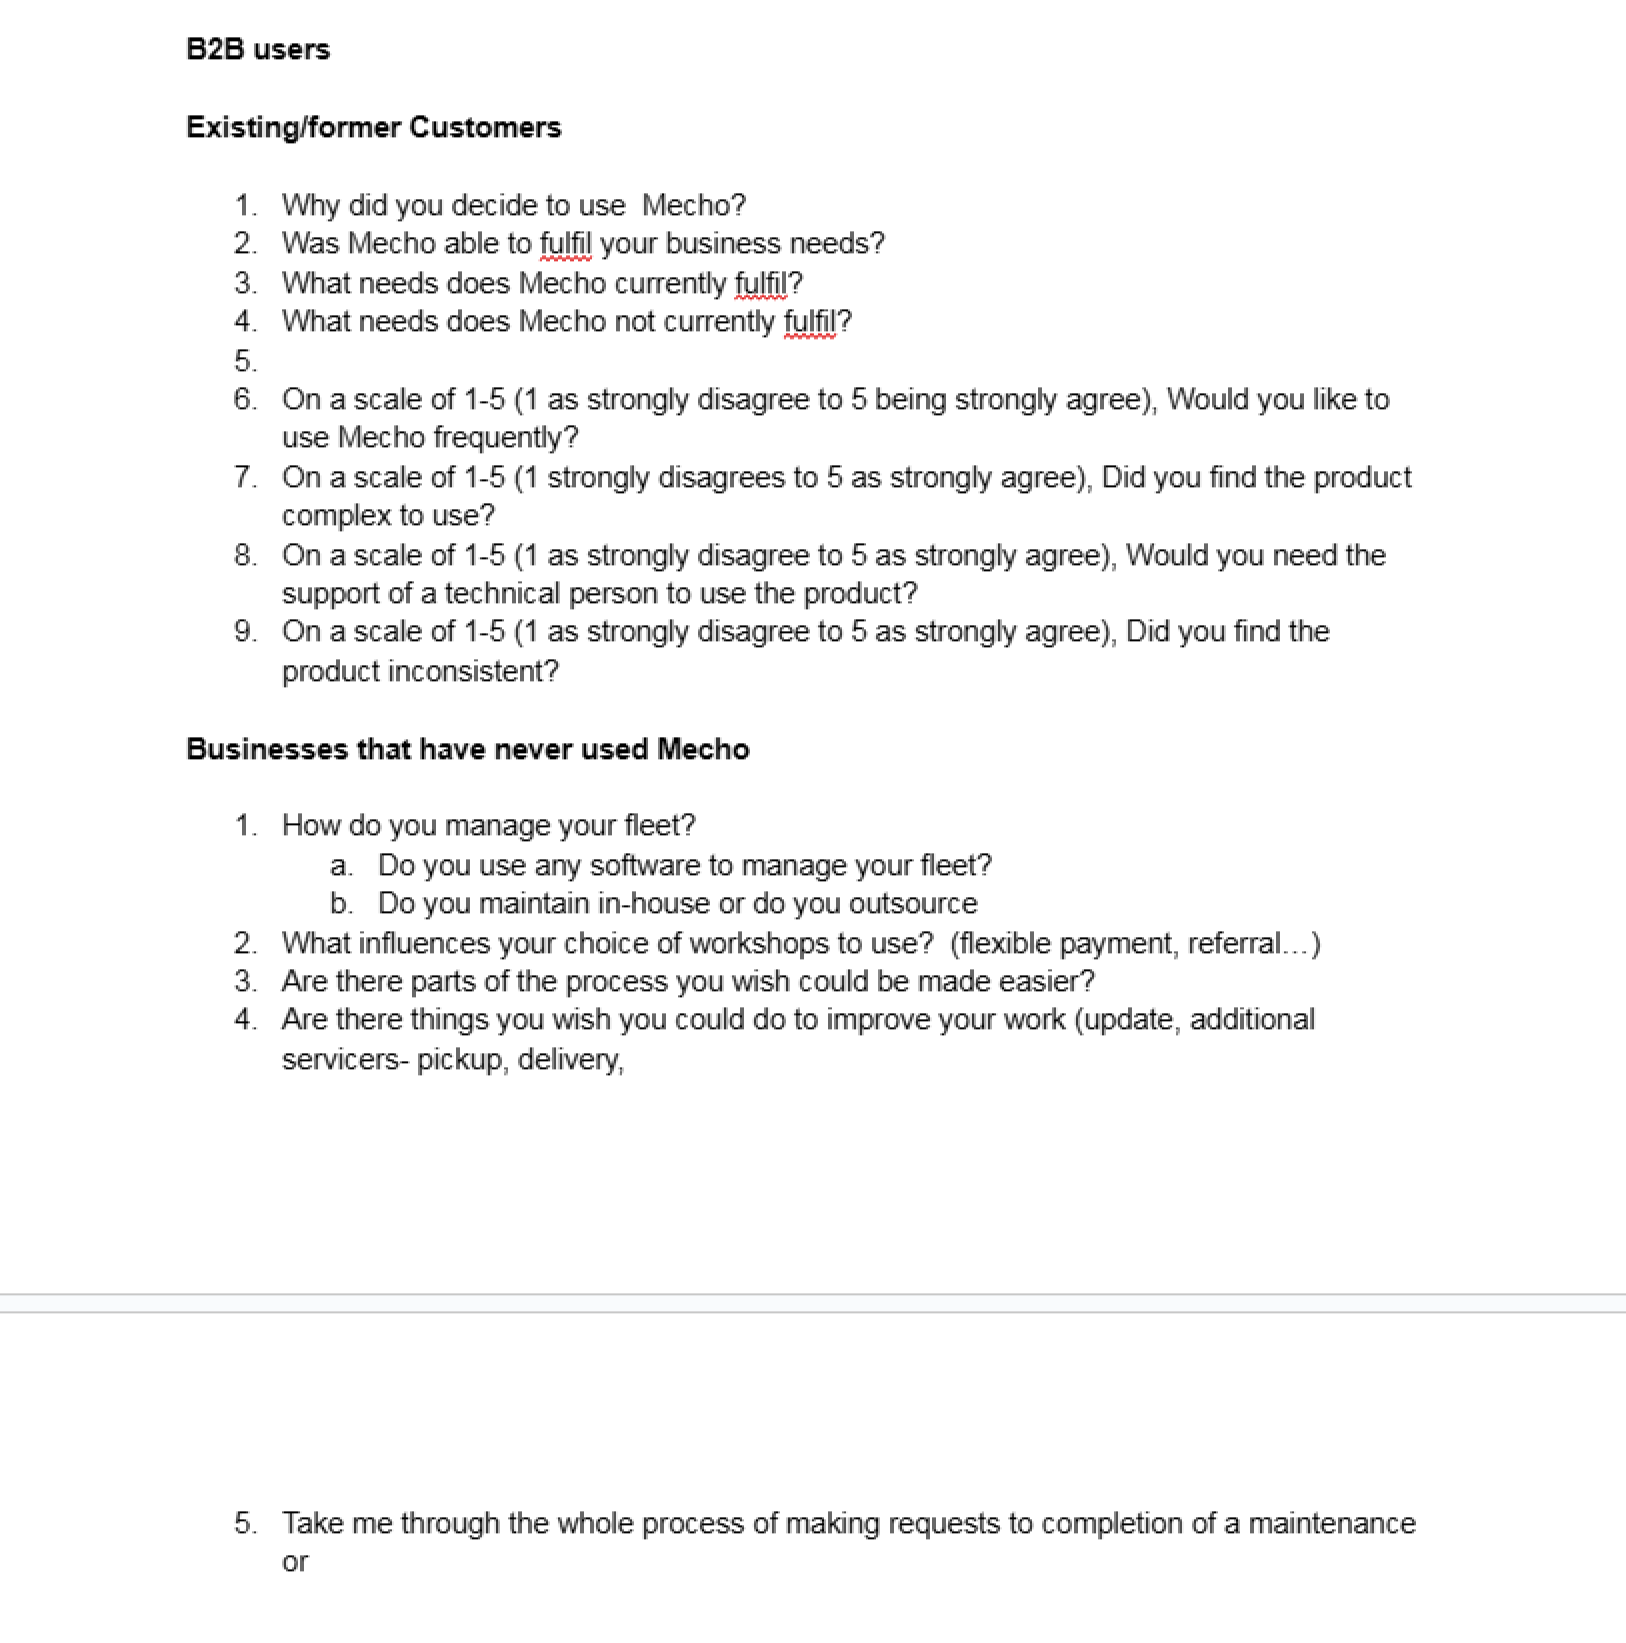 B2B users
Existing/former Customers
1. Why did you decide to use  Mecho?
2. Was Mecho able to fulfil your business needs?
3. What needs does Mecho currently fulfil?
4. What needs does Mecho not currently fulfil?
5.
6. On a scale of 1-5 (1 as strongly disagree to 5 being strongly agree), Would you like to
use Mecho frequently?
7. On a scale of 1-5 (1 strongly disagrees to 5 as strongly agree), Did you find the product
complex to use?
8. On a scale of 1-5 (1 as strongly disagree to 5 as strongly agree), Would you need the
support of a technical person to use the product?
9. On a scale of 1-5 (1 as strongly disagree to 5 as strongly agree), Did you find the
product inconsistent?
Businesses that have never used Mecho
1. How do you manage your fleet?
a. Do you use any software to manage your fleet?
b. Do you maintain in-house or do you outsource
2. What influences your choice of workshops to use?  (flexible payment, referral...)
3. Are there parts of the process you wish could be made easier?
4. Are there things you wish you could do to improve your work (update, additional
servicers- pickup, delivery,
5. Take me through the whole process of making requests to completion of a maintenance
or